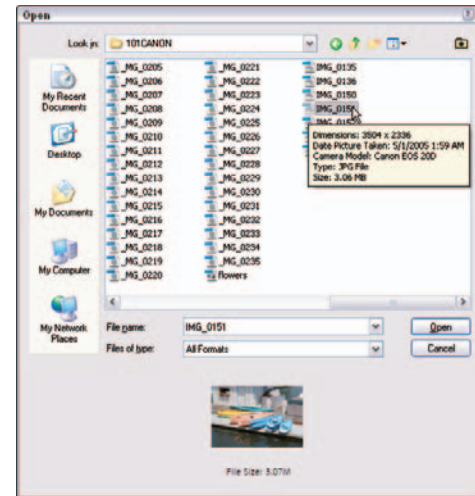 Open
Look in: 101CANON
My Recent Documents
Desktop
My Documents
My Computer
My Network Places
_MG_0205
_MG_0206
_MG_0207
_MG_0208
_MG_0209
_MG_0210
_MG_0211
_MG_0212
_MG_0213
_MG_0214
_MG_0215
_MG_0216
_MG_0217
_MG_0218
_MG_0219
_MG_0220
_MG_0221
_MG_0222
_MG_0223
_MG_0224
_MG_0225
_MG_0226
_MG_0227
_MG_0228
_MG_0229
_MG_0230
_MG_0231
_MG_0232
_MG_0233
_MG_0234
_MG_0235
flowers
IMG_0135
IMG_0136
IMG_0150
Dimensions: 3504 x 2336
Date Picture Taken: 5/1/2005 1:59 AM
Camera Model: Canon EOS 20D
Type: JPG File
Size: 3.06 MB
File name: IMG_0151
Open
Files of type: All Formats
Cancel
File Size: 3.07M